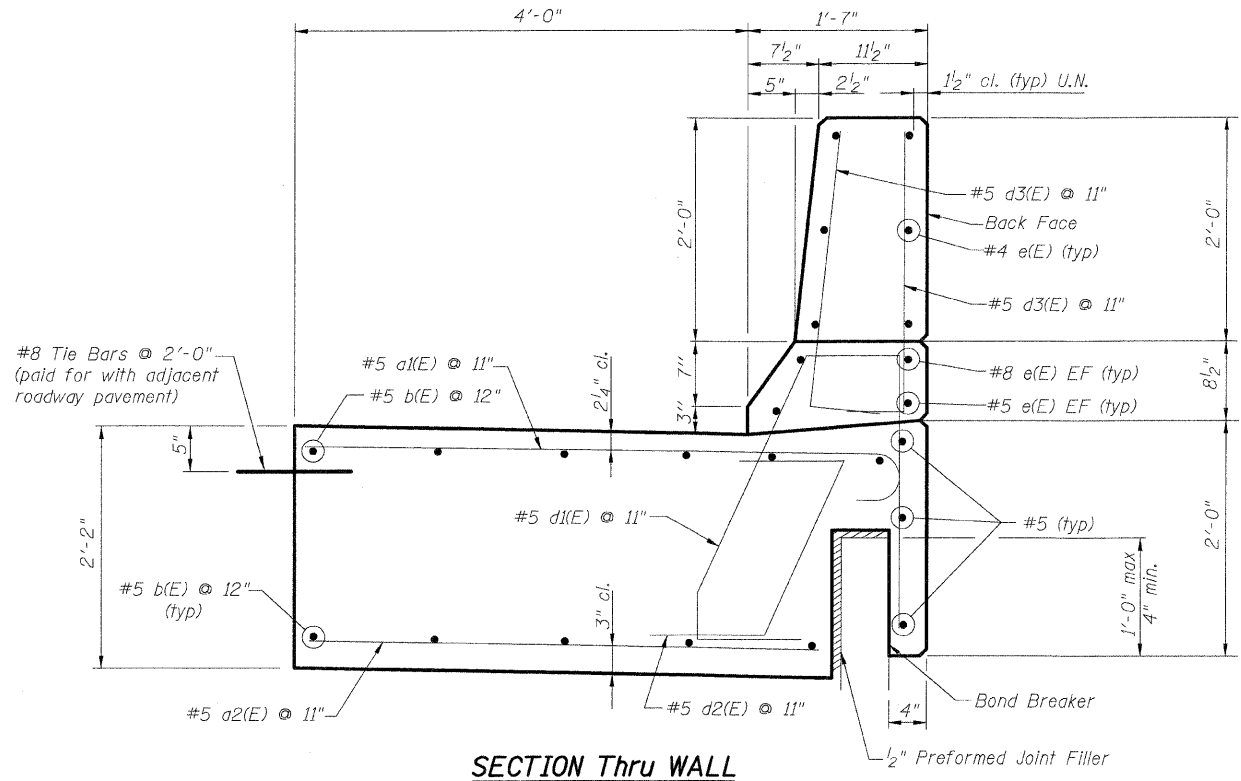 4'-0"
1'-7"
7½"
11½"
5"
2½"
1½" cl. (typ) U.N.
#5 d3(E) @ 11"
Back Face
#4 e(E) (typ)
2'-0"
2'-0"
#5 d3(E) @ 11"
#8 Tie Bars @ 2'-0"
(paid for with adjacent
roadway pavement)
#5 a1(E) @ 11"
#5 b(E) @ 12"
2¼" cl.
7"
3"
#8 e(E) EF (typ)
#5 e(E) EF (typ)
8½"
5"
2'-2"
#5 d1(E) @ 11"
#5 (typ)
2'-0"
#5 b(E) @ 12"
(typ)
3" cl.
1'-0" max
4" min.
#5 a2(E) @ 11"
#5 d2(E) @ 11"
4"
Bond Breaker
½" Preformed Joint Filler
SECTION Thru WALL